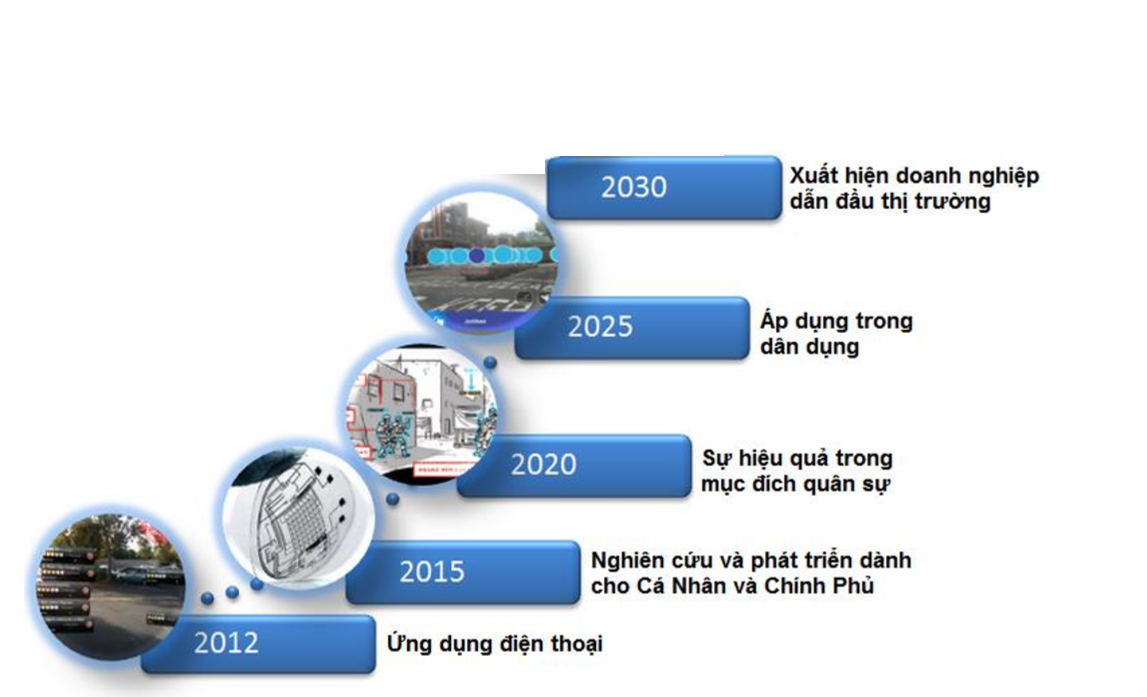 2030
Xuất hiện doanh nghiệp
dẫn đầu thị trường
2025
Áp dụng trong
dân dụng
2020
Sự hiệu quả trong
mục đích quân sự
2015
Nghiên cứu và phát triển dành
cho Cá Nhân và Chính Phủ
2012
Ứng dụng điện thoại